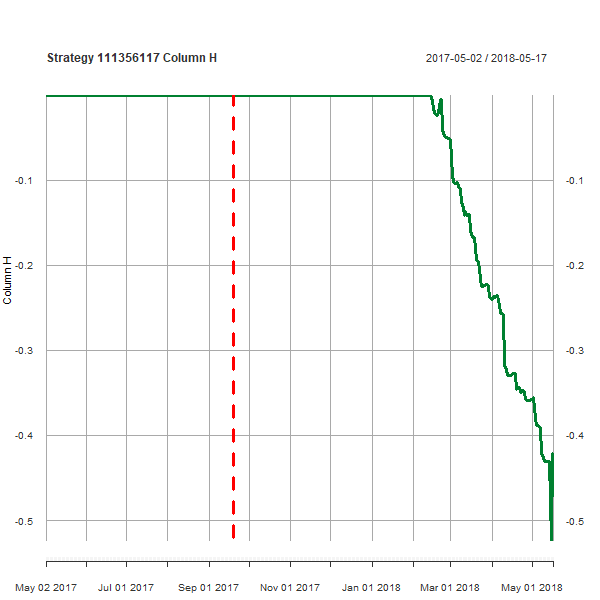 Strategy 111356117 Column H
2017-05-02 / 2018-05-17
-0.1 -0.1
-0.2 -0.2
Column H
-0.3 -0.3
-0.4 -0.4
-0.5 -0.5
May 02 2017 Jul 01 2017 Sep 01 2017 Nov 01 2017 Jan 01 2018 Mar 01 2018 May 01 2018